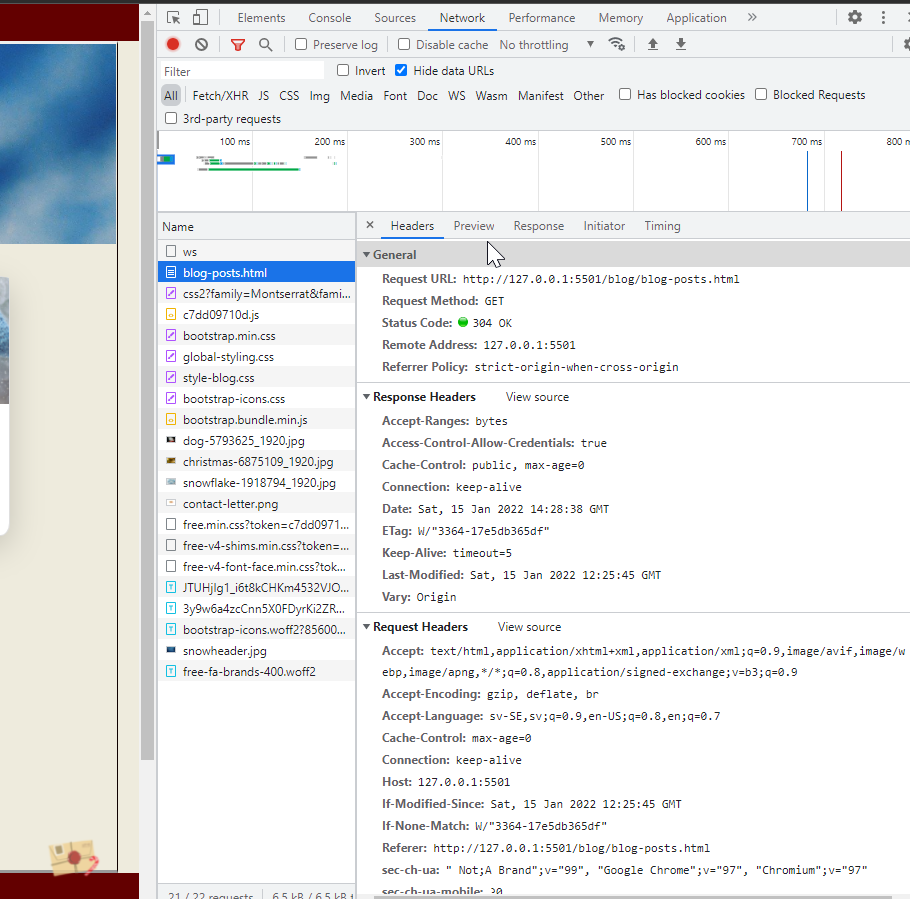 Elements Console Sources Network Performance Memory Application »
Preserve log Disable cache No throttling
Filter Invert Hide data URLs
All Fetch/XHR JS CSS Img Media Font Doc WS Wasm Manifest Other Has blocked cookies Blocked Requests
3rd-party requests
100 ms 200 ms 300 ms 400 ms 500 ms 600 ms 700 ms 800 m
Name
ws
blog-posts.html
css2?family=Montserrat&fami...
c7dd09710d.js
bootstrap.min.css
global-styling.css
style-blog.css
bootstrap-icons.css
bootstrap.bundle.min.js
dog-5793625_1920.jpg
christmas-6875109_1920.jpg
snowflake-1918794_1920.jpg
contact-letter.png
free.min.css?token=c7dd0971...
free-v4-shims.min.css?token=...
free-v4-font-face.min.css?tok...
JTUHjIg1_i6t8kCHKm4532VJO...
3y9w6a4zcCnn5X0FDyrKi2ZR...
bootstrap-icons.woff2?85600...
snowheader.jpg
free-fa-brands-400.woff2
21 / 22 requests 6.5 kB / 6.5 kB t
× Headers Preview Response Initiator Timing
General
Request URL: http://127.0.0.1:5501/blog/blog-posts.html
Request Method: GET
Status Code: 304 OK
Remote Address: 127.0.0.1:5501
Referrer Policy: strict-origin-when-cross-origin
Response Headers View source
Accept-Ranges: bytes
Access-Control-Allow-Credentials: true
Cache-Control: public, max-age=0
Connection: keep-alive
Date: Sat, 15 Jan 2022 14:28:38 GMT
ETag: W/"3364-17e5db365df"
Keep-Alive: timeout=5
Last-Modified: Sat, 15 Jan 2022 12:25:45 GMT
Vary: Origin
Request Headers View source
Accept: text/html,application/xhtml+xml,application/xml;q=0.9,image/avif,image/w
ebp,image/apng,*/*;q=0.8,application/signed-exchange;v=b3;q=0.9
Accept-Encoding: gzip, deflate, br
Accept-Language: sv-SE,sv;q=0.9,en-US;q=0.8,en;q=0.7
Cache-Control: max-age=0
Connection: keep-alive
Host: 127.0.0.1:5501
If-Modified-Since: Sat, 15 Jan 2022 12:25:45 GMT
If-None-Match: W/"3364-17e5db365df"
Referer: http://127.0.0.1:5501/blog/blog-posts.html
sec-ch-ua: " Not;A Brand";v="99", "Google Chrome";v="97", "Chromium";v="97"
sec-ch-ua-mobile: ?0